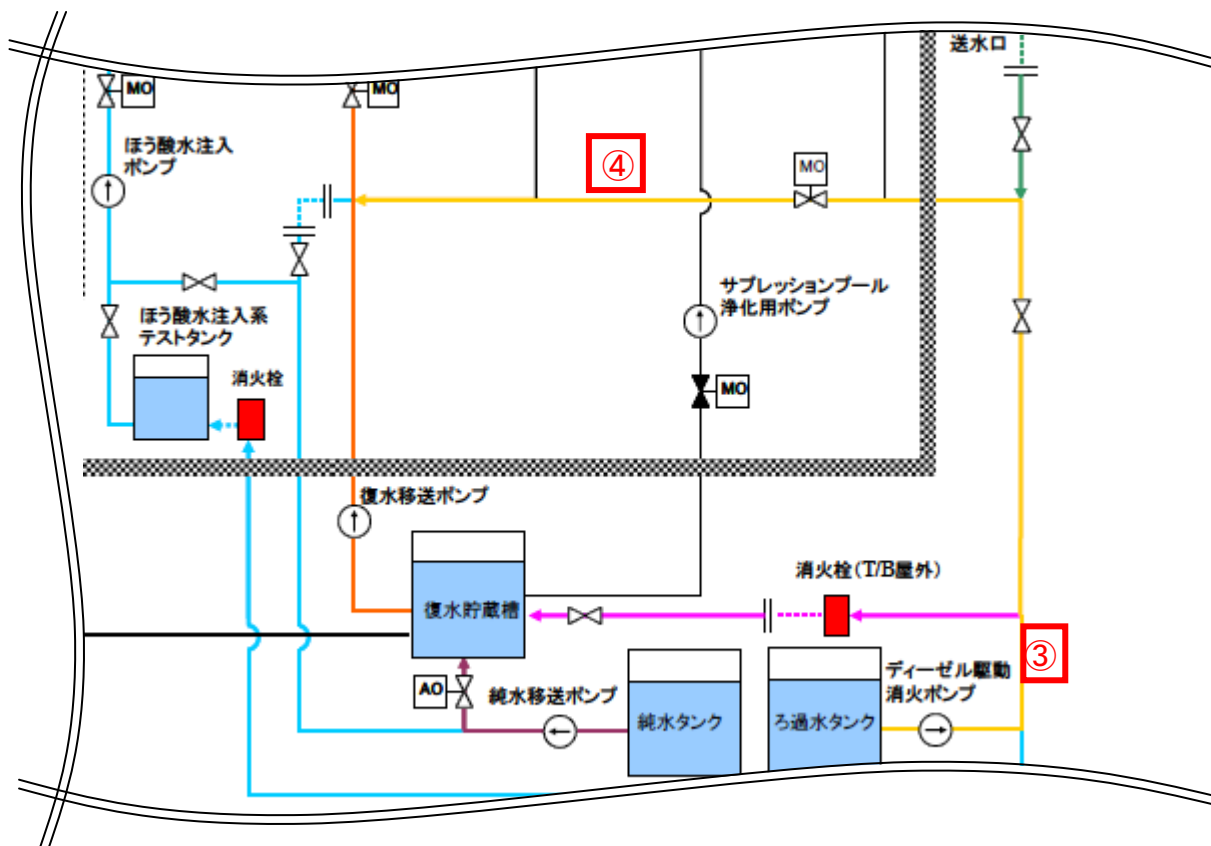 送水口
MO
MO
ほう酸水注入
ポンプ
④
MO
サプレッションプール
浄化用ポンプ
ほう酸水注入系
テストタンク
消火栓
MO
復水移送ポンプ
消火栓(T/B屋外)
復水貯蔵槽
③
ディーゼル駆動
消火ポンプ
AO
純水移送ポンプ
純水タンク
ろ過水タンク